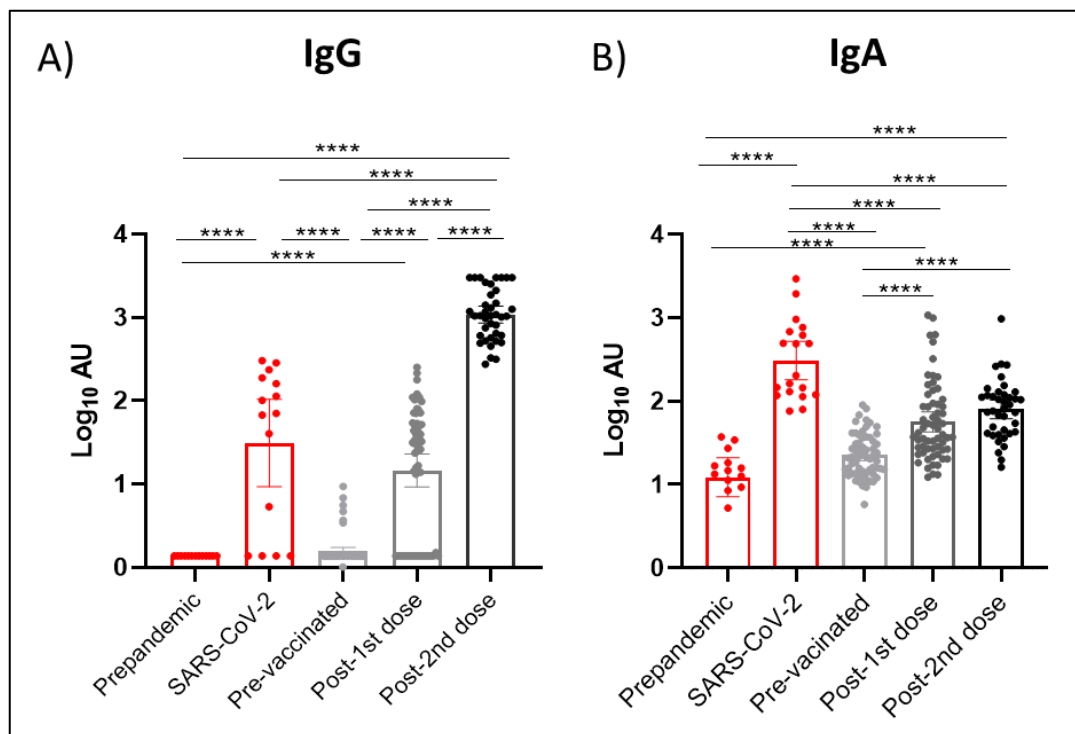 A) IgG
****
****
****
**** **** **** ****
****
4
3
2
1
0
Log10 AU
Prepandemic
SARS-CoV-2
Pre-vaccinated
Post-1st dose
Post-2nd dose
B) IgA
****
****
****
****
****
****
****
****
4
3
2
1
0
Log10 AU
Prepandemic
SARS-CoV-2
Pre-vaccinated
Post-1st dose
Post-2nd dose